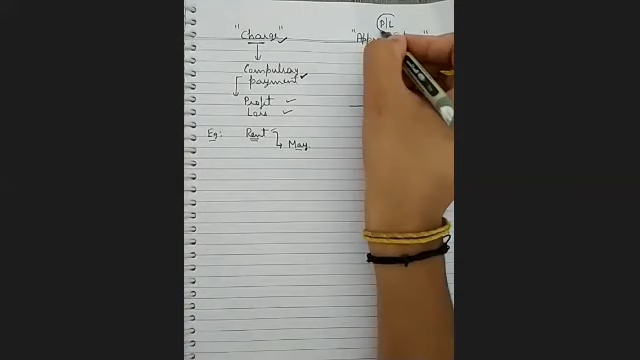 P/L
"Charge"
Compulsory
payment
Profit
Loss
Eg: Rent
May.